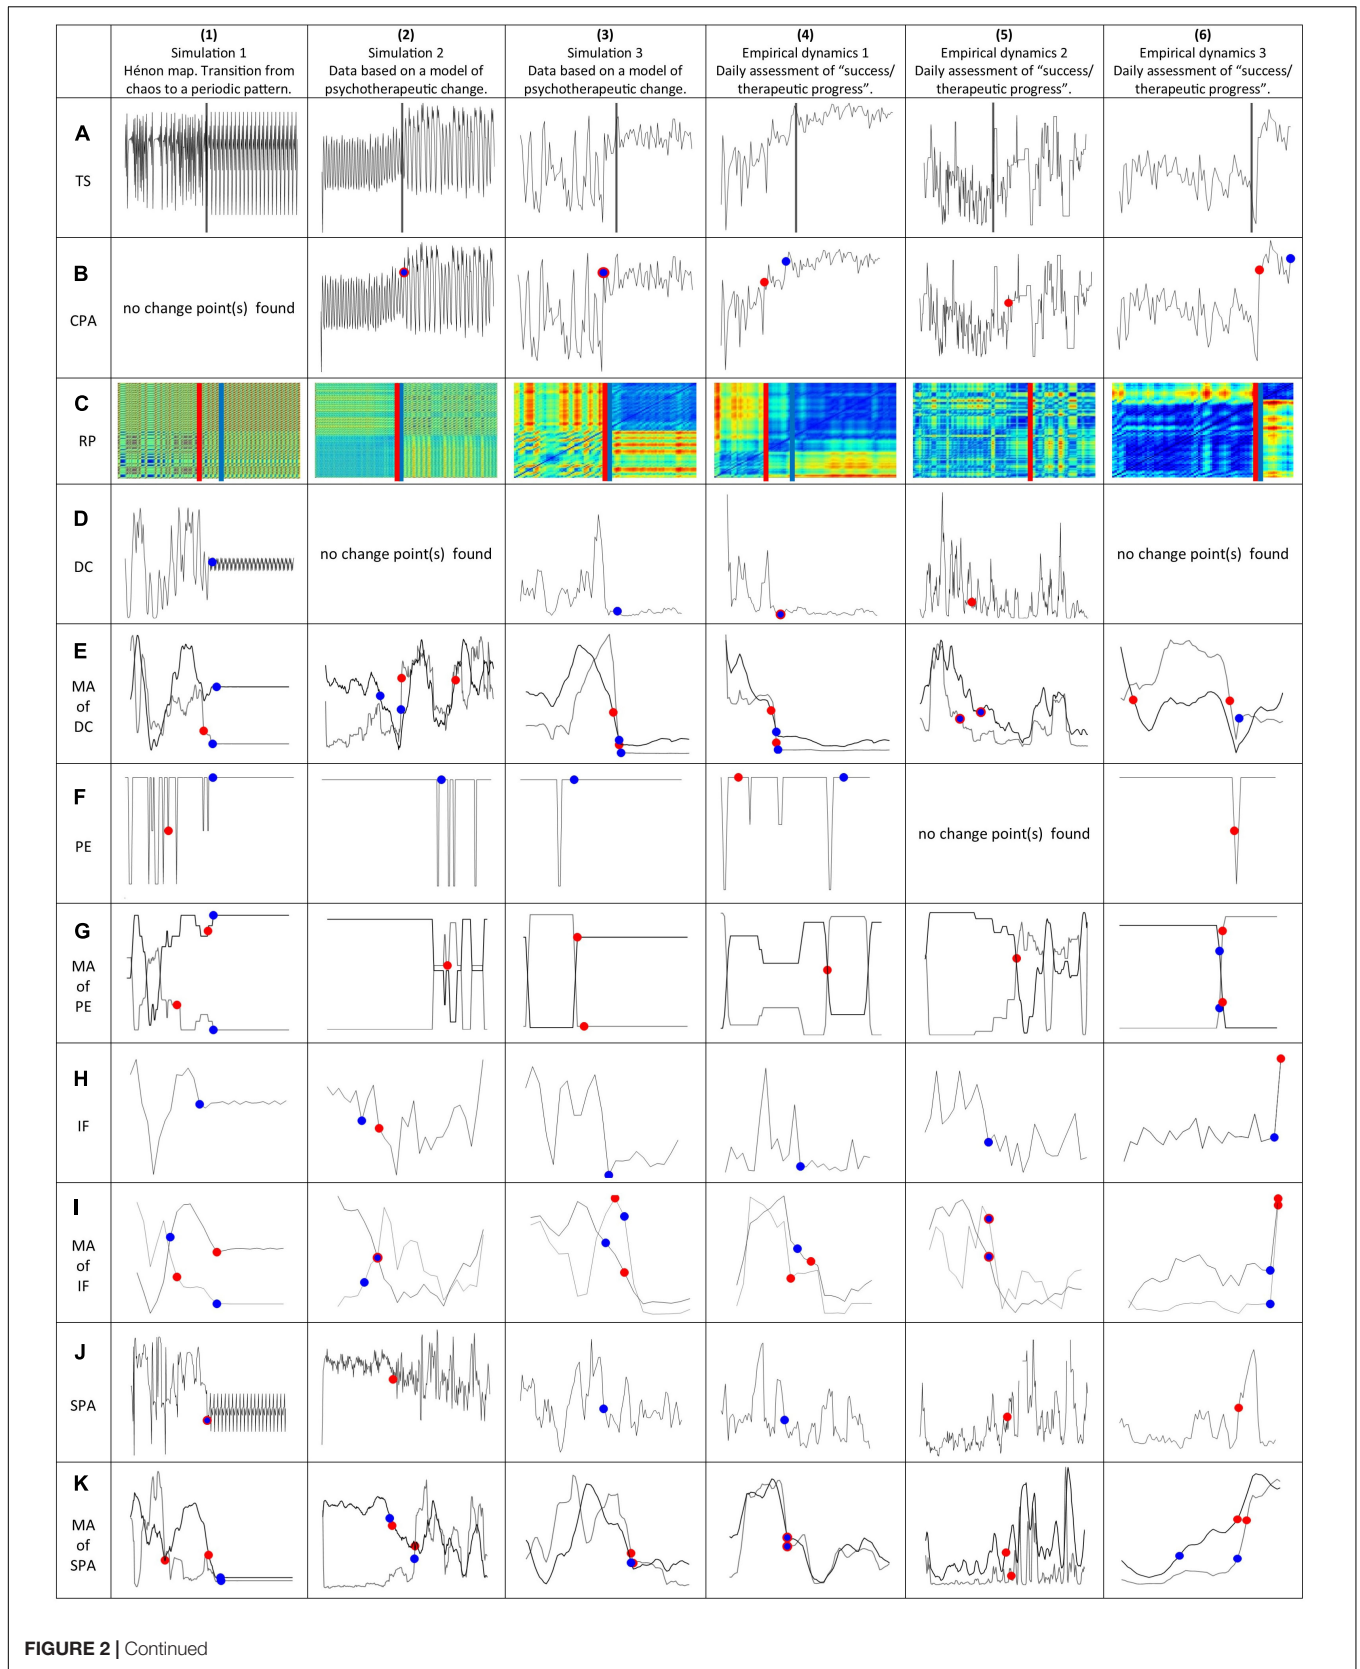 (1)
Simulation 1
Hénon map. Transition from
chaos to a periodic pattern.
(2)
Simulation 2
Data based on a model of
psychotherapeutic change.
(3)
Simulation 3
Data based on a model of
psychotherapeutic change.
(4)
Empirical dynamics 1
Daily assessment of “success/
therapeutic progress”.
(5)
Empirical dynamics 2
Daily assessment of “success/
therapeutic progress”.
(6)
Empirical dynamics 3
Daily assessment of “success/
therapeutic progress”.
A
TS
B
CPA
no change point(s) found
C
RP
D
DC
no change point(s) found
no change point(s) found
E
MA
of
DC
F
PE
no change point(s) found
G
MA
of
PE
H
IF
I
MA
of
IF
J
SPA
K
MA
of
SPA
FIGURE 2 | Continued